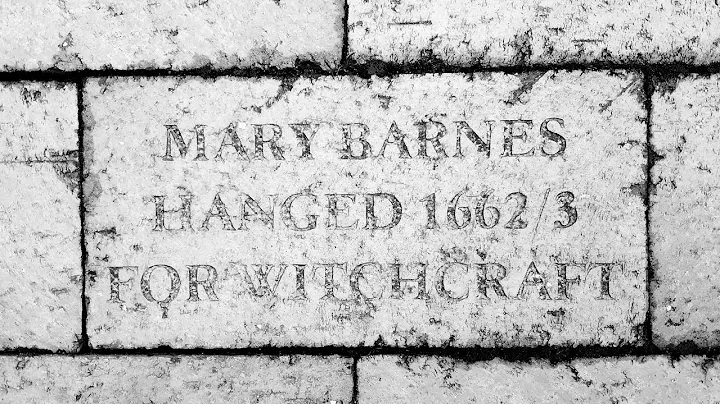 MARY BARNES
HANGED 1662/3
FOR WITCHCRAFT